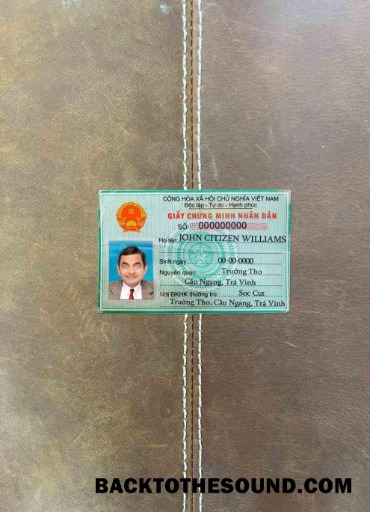 CỘNG HÒA XÃ HỘI CHỦ NGHĨA VIỆT NAM
Độc lập - Tự do - Hạnh phúc
GIẤY CHỨNG MINH NHÂN DÂN
SỐ 000000000
Họ tên JOHN CITIZEN WILLIAMS
Sinh ngày 00-00-0000
Nguyên quán Trường Thọ
Cầu Ngang, Trà Vinh
Nơi ĐKHK thường trú Soc Cut
Trường Thọ, Cầu Ngang, Trà Vinh
BACKTOTHESOUND.COM